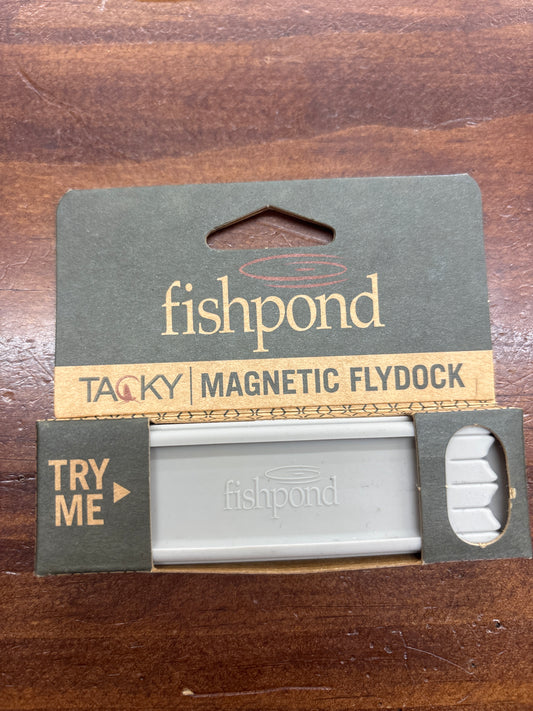 fishpond
TACKY | MAGNETIC FLYDOCK
TRY
ME
fishpond